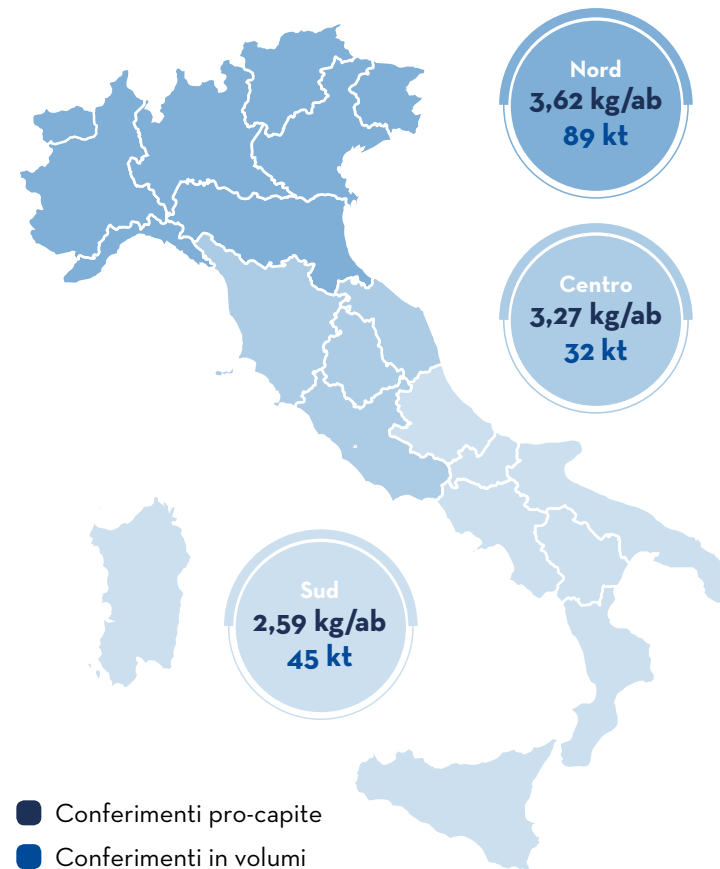 Nord
3,62 kg/ab
89 kt
Centro
3,27 kg/ab
32 kt
Sud
2,59 kg/ab
45 kt
Conferimenti pro-capite
Conferimenti in volumi